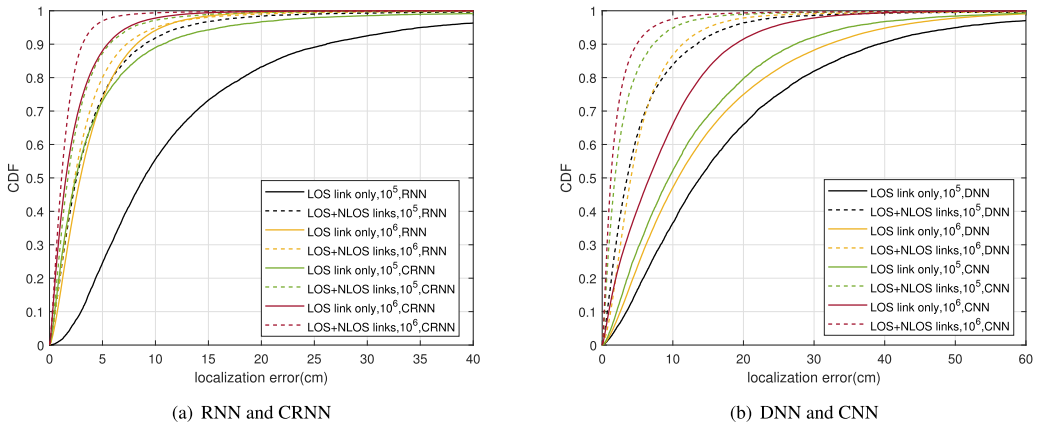 1
0.9
0.8
0.7
0.6
0.5
0.4
0.3
0.2
0.1
0
CDF
0 5 10 15 20 25 30 35 40
localization error(cm)
LOS link only,10^5,RNN
LOS+NLOS links,10^5,RNN
LOS link only,10^6,RNN
LOS+NLOS links,10^6,RNN
LOS link only,10^5,CRNN
LOS+NLOS links,10^5,CRNN
LOS link only,10^6,CRNN
LOS+NLOS links,10^6,CRNN
(a) RNN and CRNN
1
0.9
0.8
0.7
0.6
0.5
0.4
0.3
0.2
0.1
0
CDF
0 10 20 30 40 50 60
localization error(cm)
LOS link only,10^5,DNN
LOS+NLOS links,10^5,DNN
LOS link only,10^6,DNN
LOS+NLOS links,10^6,DNN
LOS link only,10^5,CNN
LOS+NLOS links,10^5,CNN
LOS link only,10^6,CNN
LOS+NLOS links,10^6,CNN
(b) DNN and CNN